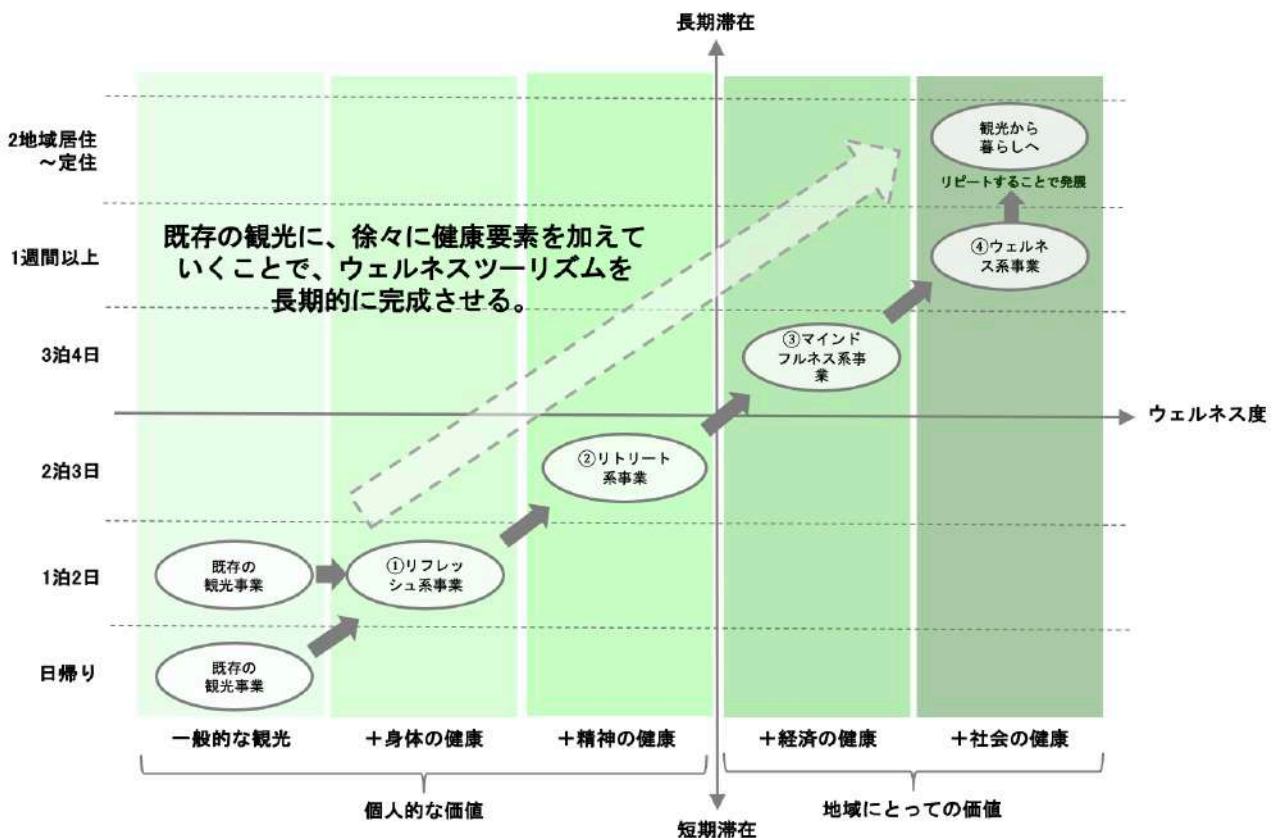 長期滞在
2地域居住
~定住
観光から
暮らしへ
リピートすることで発展
既存の観光に、徐々に健康要素を加えて
いくことで、ウェルネスツーリズムを
長期的に完成させる。
1週間以上
④ウェルネ
ス系事業
3泊4日
③マインド
フルネス系事
業
ウェルネス度
2泊3日
②リトリート
系事業
1泊2日
既存の
観光事業
①リフレッ
シュ系事業
日帰り
既存の
観光事業
一般的な観光
+身体の健康
+精神の健康
+経済の健康
+社会の健康
個人的な価値
地域にとっての価値
短期滞在